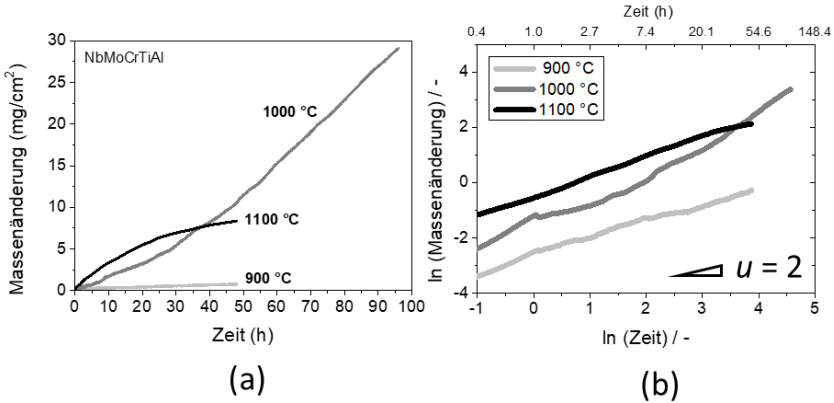 (a)
Massenänderung (mg/cm²)
30
25
20
15
10
5
0
NbMoCrTiAl
1000 °C
1100 °C
900 °C
0 10 20 30 40 50 60 70 80 90 100
Zeit (h)
(a)
(b)
Zeit (h)
0.4 1.0 2.7 7.4 20.1 54.6 148.4
ln (Massenänderung) / -
4
2
0
-2
-4
900 °C
1000 °C
1100 °C
u = 2
-1 0 1 2 3 4 5
ln (Zeit) / -
(b)